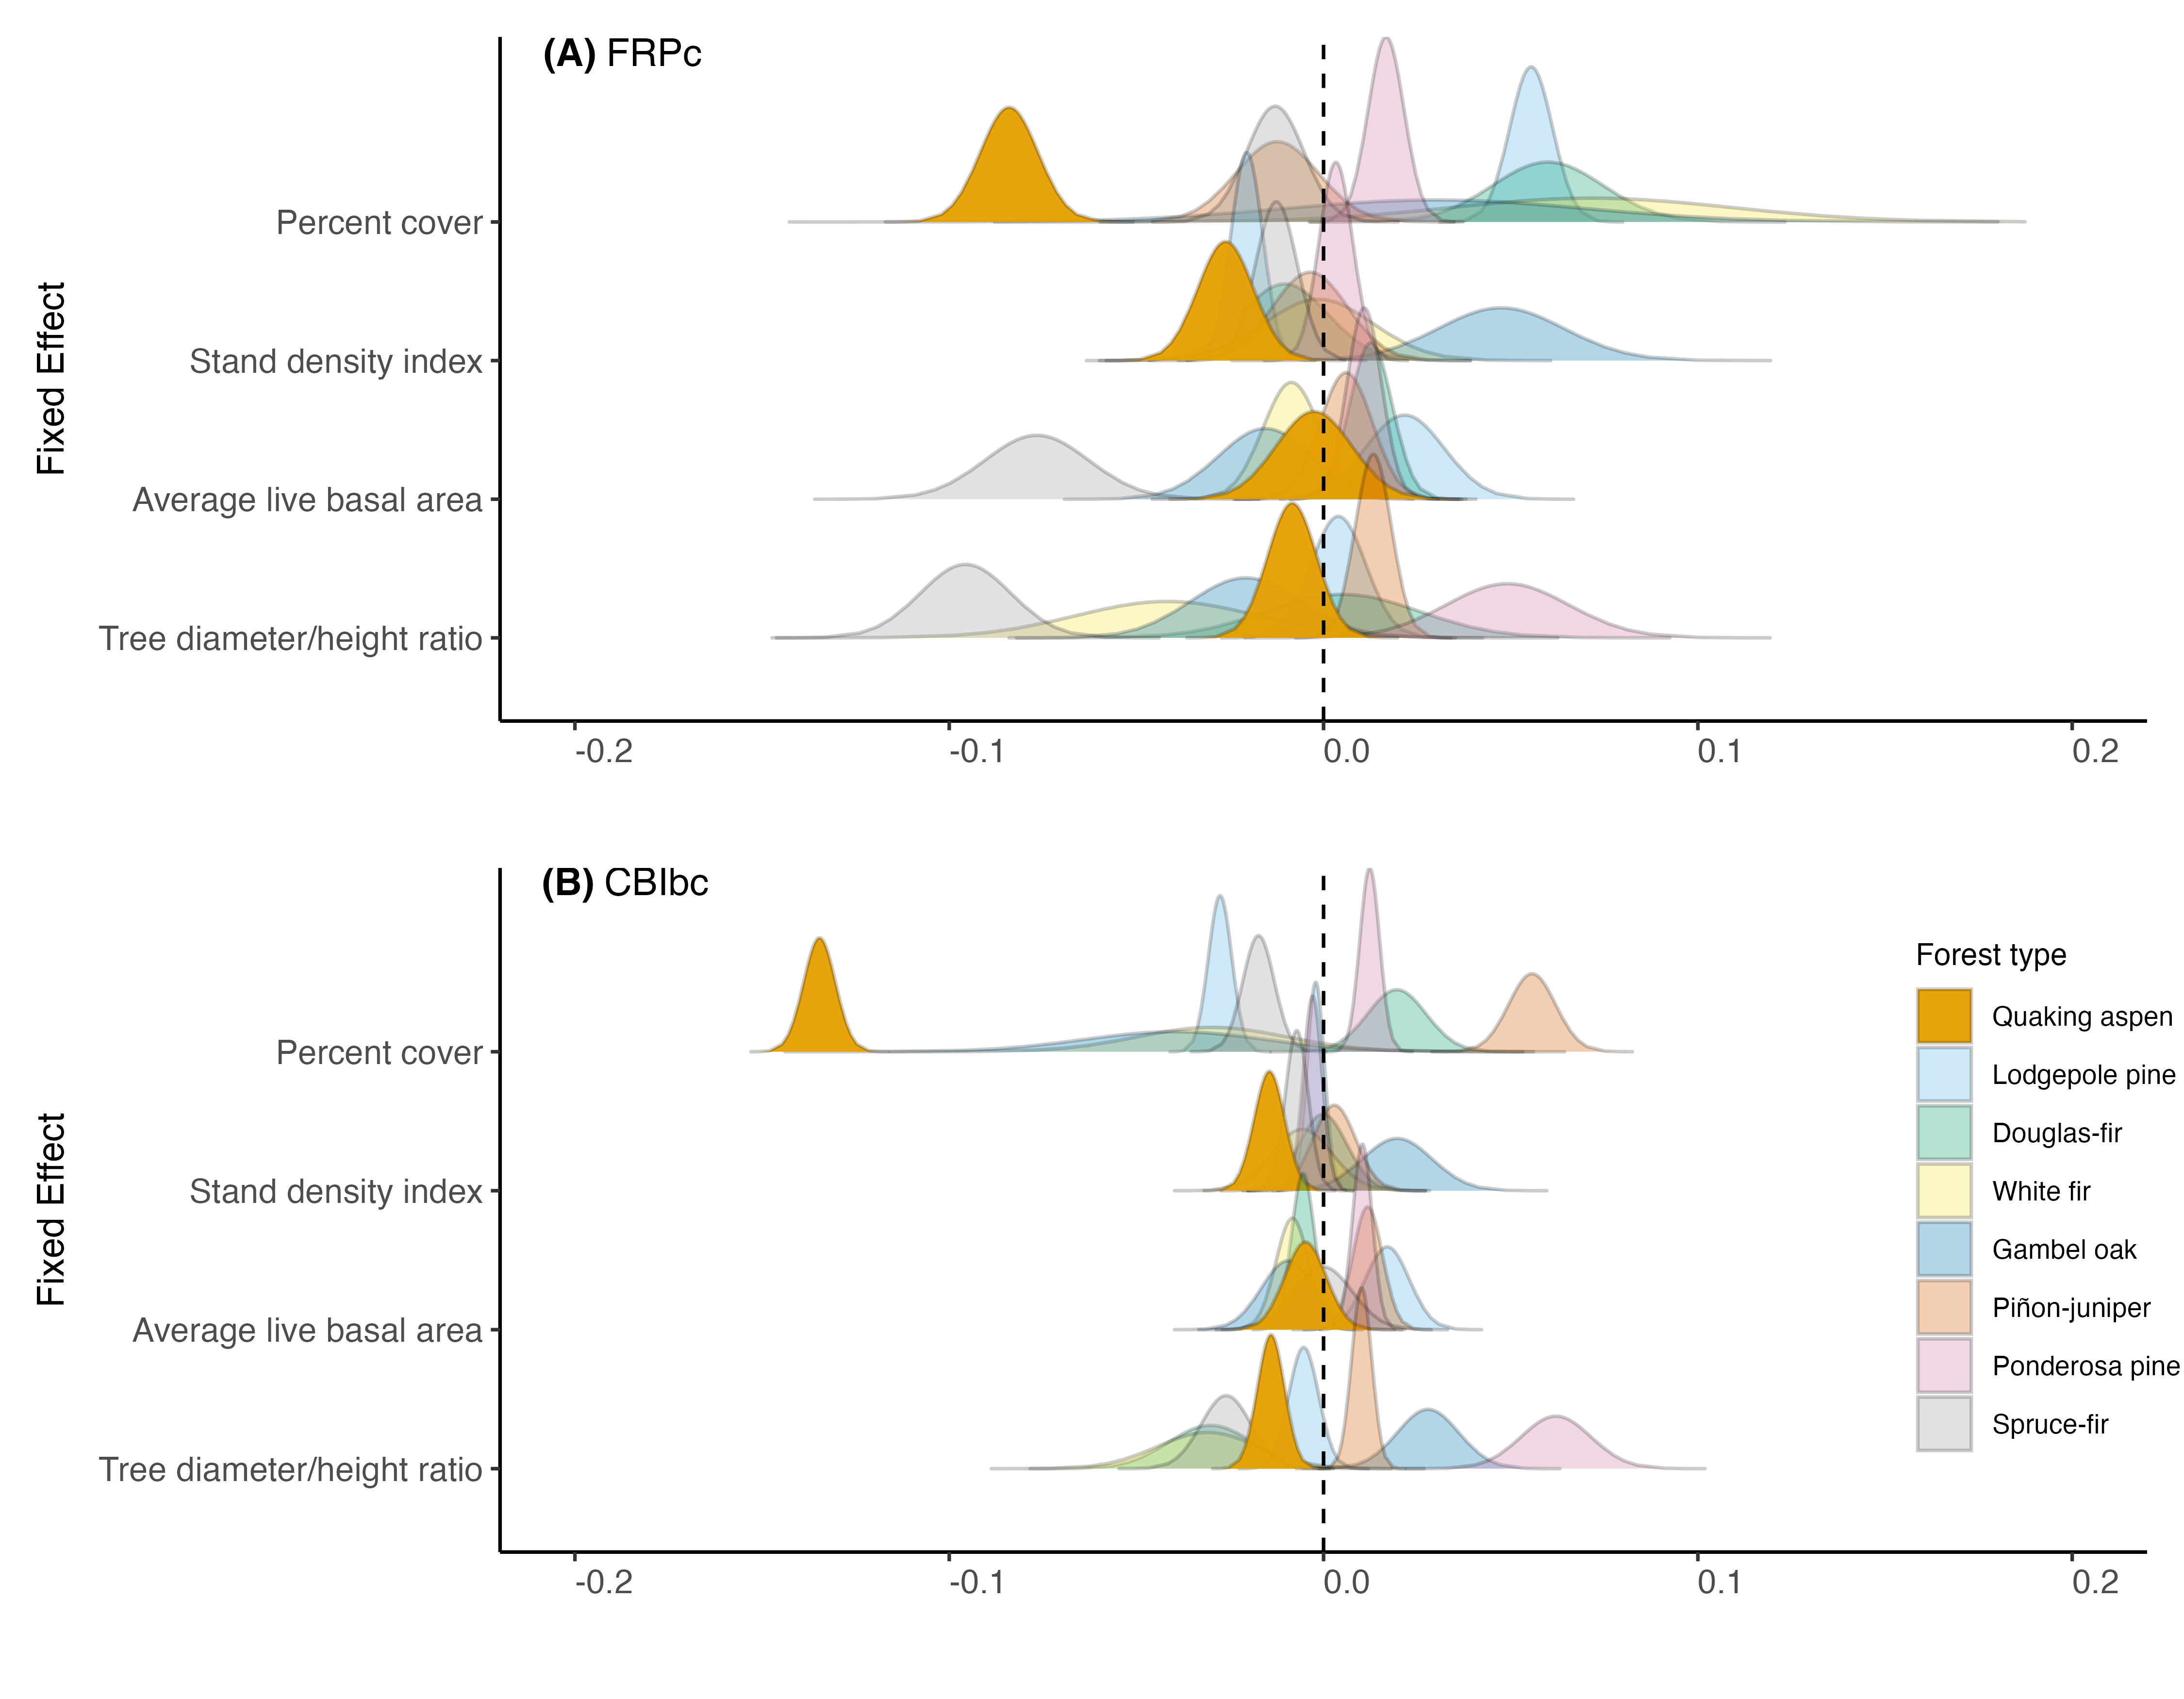 (A) FRPc
Percent cover
Stand density index
Average live basal area
Tree diameter/height ratio
Fixed Effect
-0.2 -0.1 0.0 0.1 0.2
(B) CBIbc
Percent cover
Stand density index
Average live basal area
Tree diameter/height ratio
Fixed Effect
-0.2 -0.1 0.0 0.1 0.2
Forest type
Quaking aspen
Lodgepole pine
Douglas-fir
White fir
Gambel oak
Piñon-juniper
Ponderosa pine
Spruce-fir